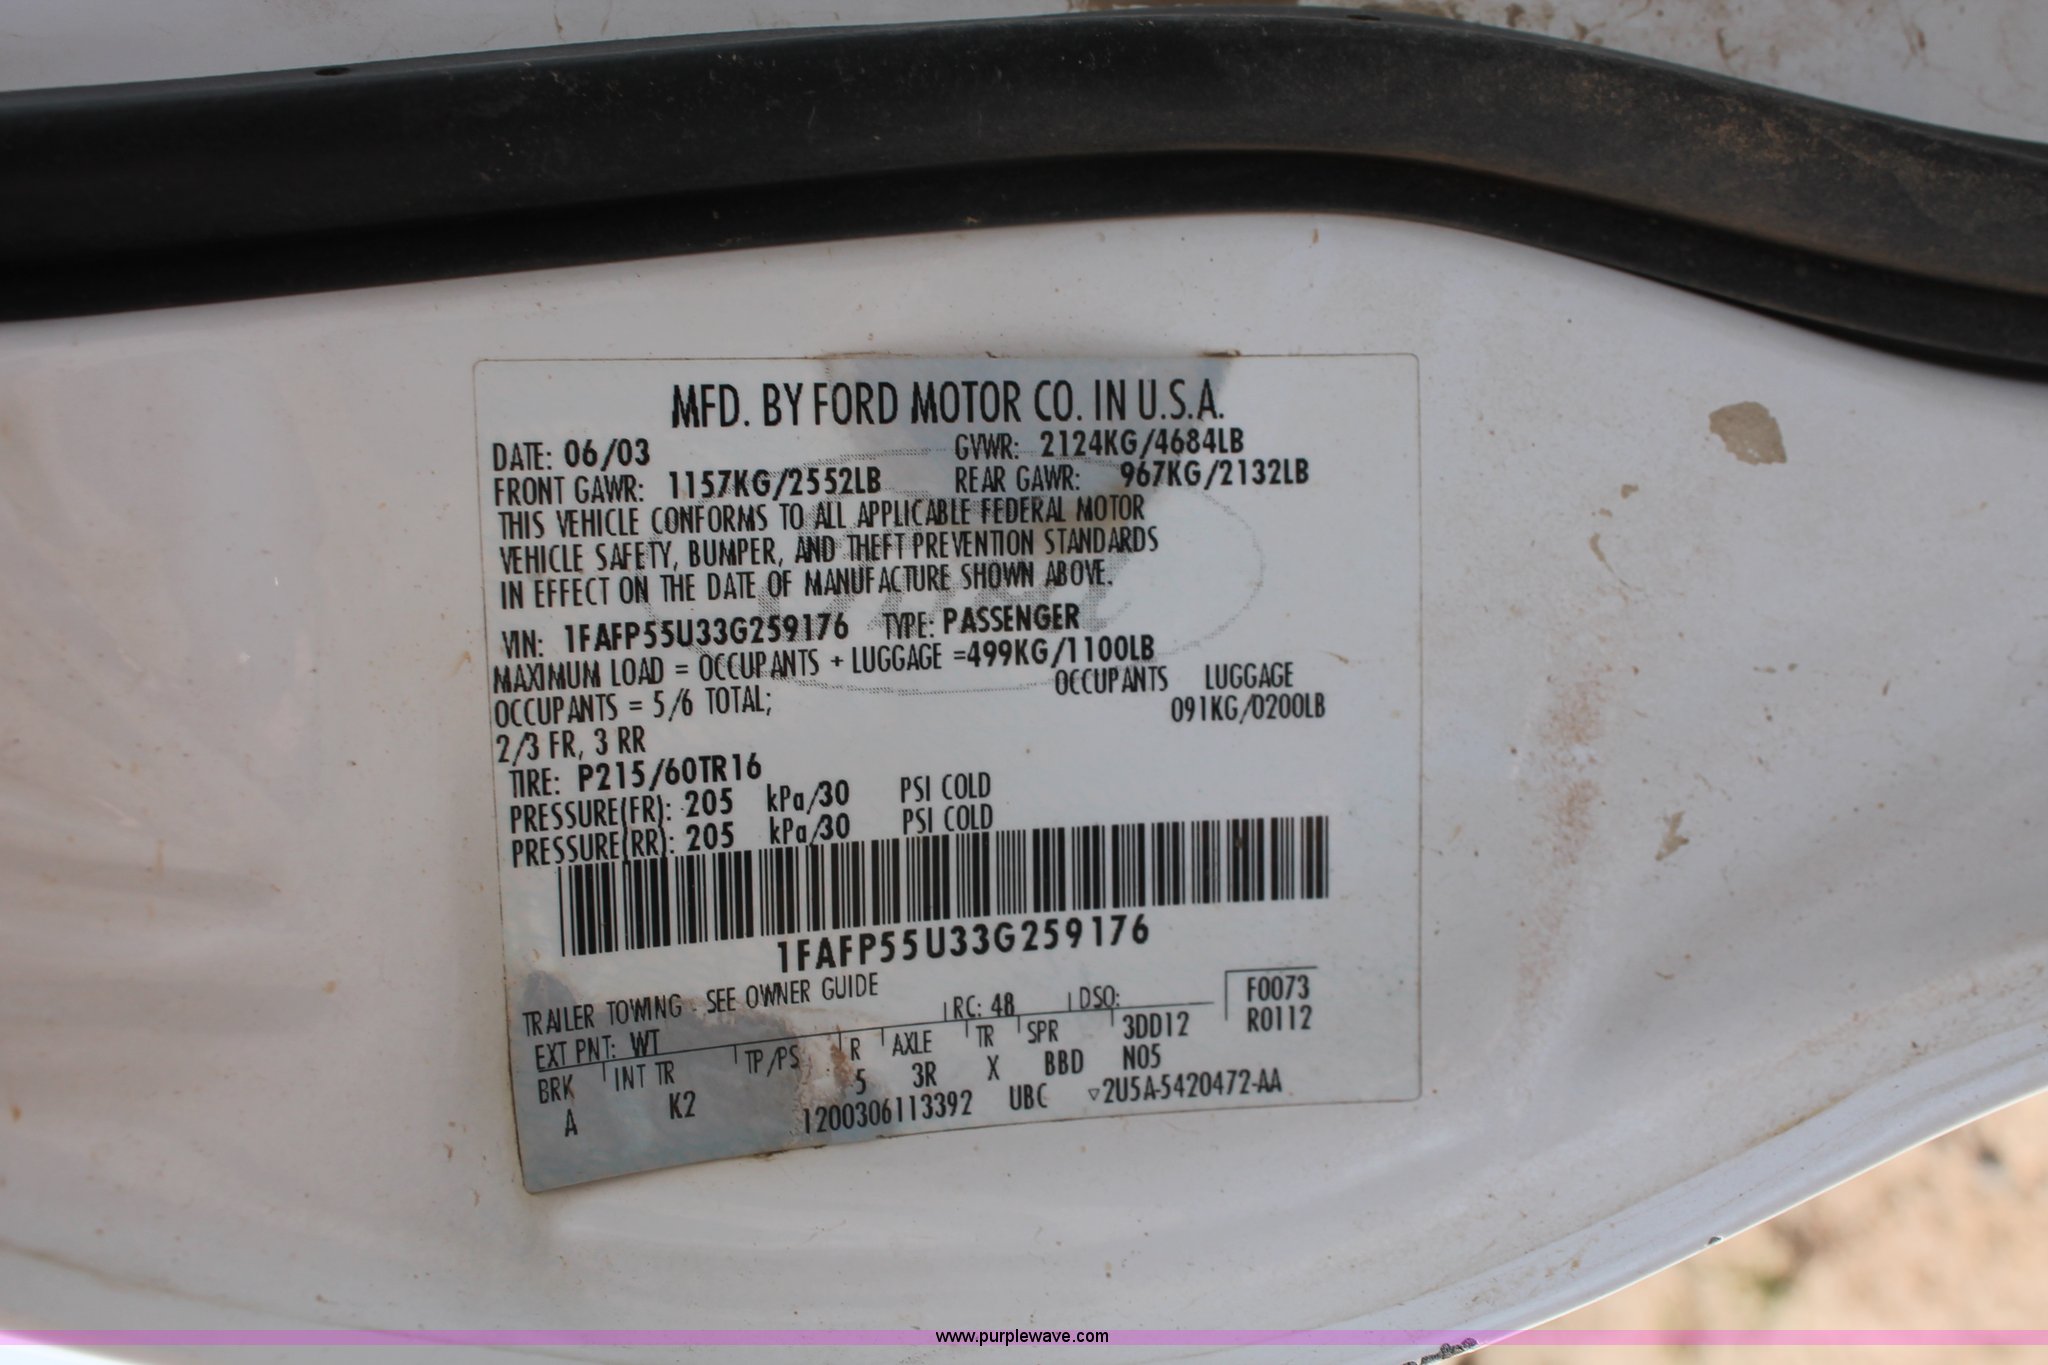 MFD. BY FORD MOTOR CO. IN U.S.A.
DATE: 06/03 GVWR: 2124KG/4684LB
FRONT GAWR: 1157KG/2552LB REAR GAWR: 967KG/2132LB
THIS VEHICLE CONFORMS TO ALL APPLICABLE FEDERAL MOTOR
VEHICLE SAFETY, BUMPER, AND THEFT PREVENTION STANDARDS
IN EFFECT ON THE DATE OF MANUFACTURE SHOWN ABOVE.
VIN: 1FAFP55U33G259176 TYPE: PASSENGER
MAXIMUM LOAD = OCCUPANTS + LUGGAGE =499KG/1100LB
OCCUPANTS = 5/6 TOTAL; OCCUPANTS LUGGAGE
2/3 FR, 3 RR 091KG/0200LB
TIRE: P215/60TR16
PRESSURE(FR): 205 kPa/30 PSI COLD
PRESSURE(RR): 205 kPa/30 PSI COLD
1FAFP55U33G259176
TRAILER TOWING - SEE OWNER GUIDE
EXT PNT: WT RC: 48 DSO: F0073
BRK INT TR TP/PS R AXLE TR SPR 3DD12 R0112
A K2 5 3R X BBD N05
1200306113392 UBC ▽2U5A-5420472-AA
www.purplewave.com